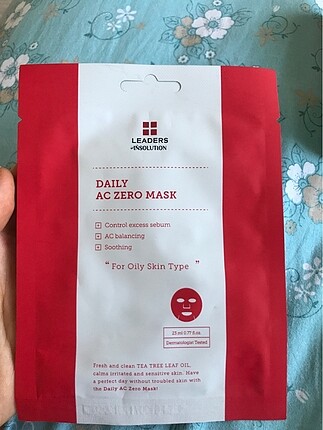 LEADERS
INSOLUTION
DAILY
AC ZERO MASK
Control excess sebum
AC balancing
Soothing
" For Oily Skin Type "
25 ml 0.77 fl.oz.
Dermatologist Tested
Fresh and clean TEA TREE LEAF OIL,
calms irritated and sensitive skin. Have
a perfect day without troubled skin with
the Daily AC Zero Mask!